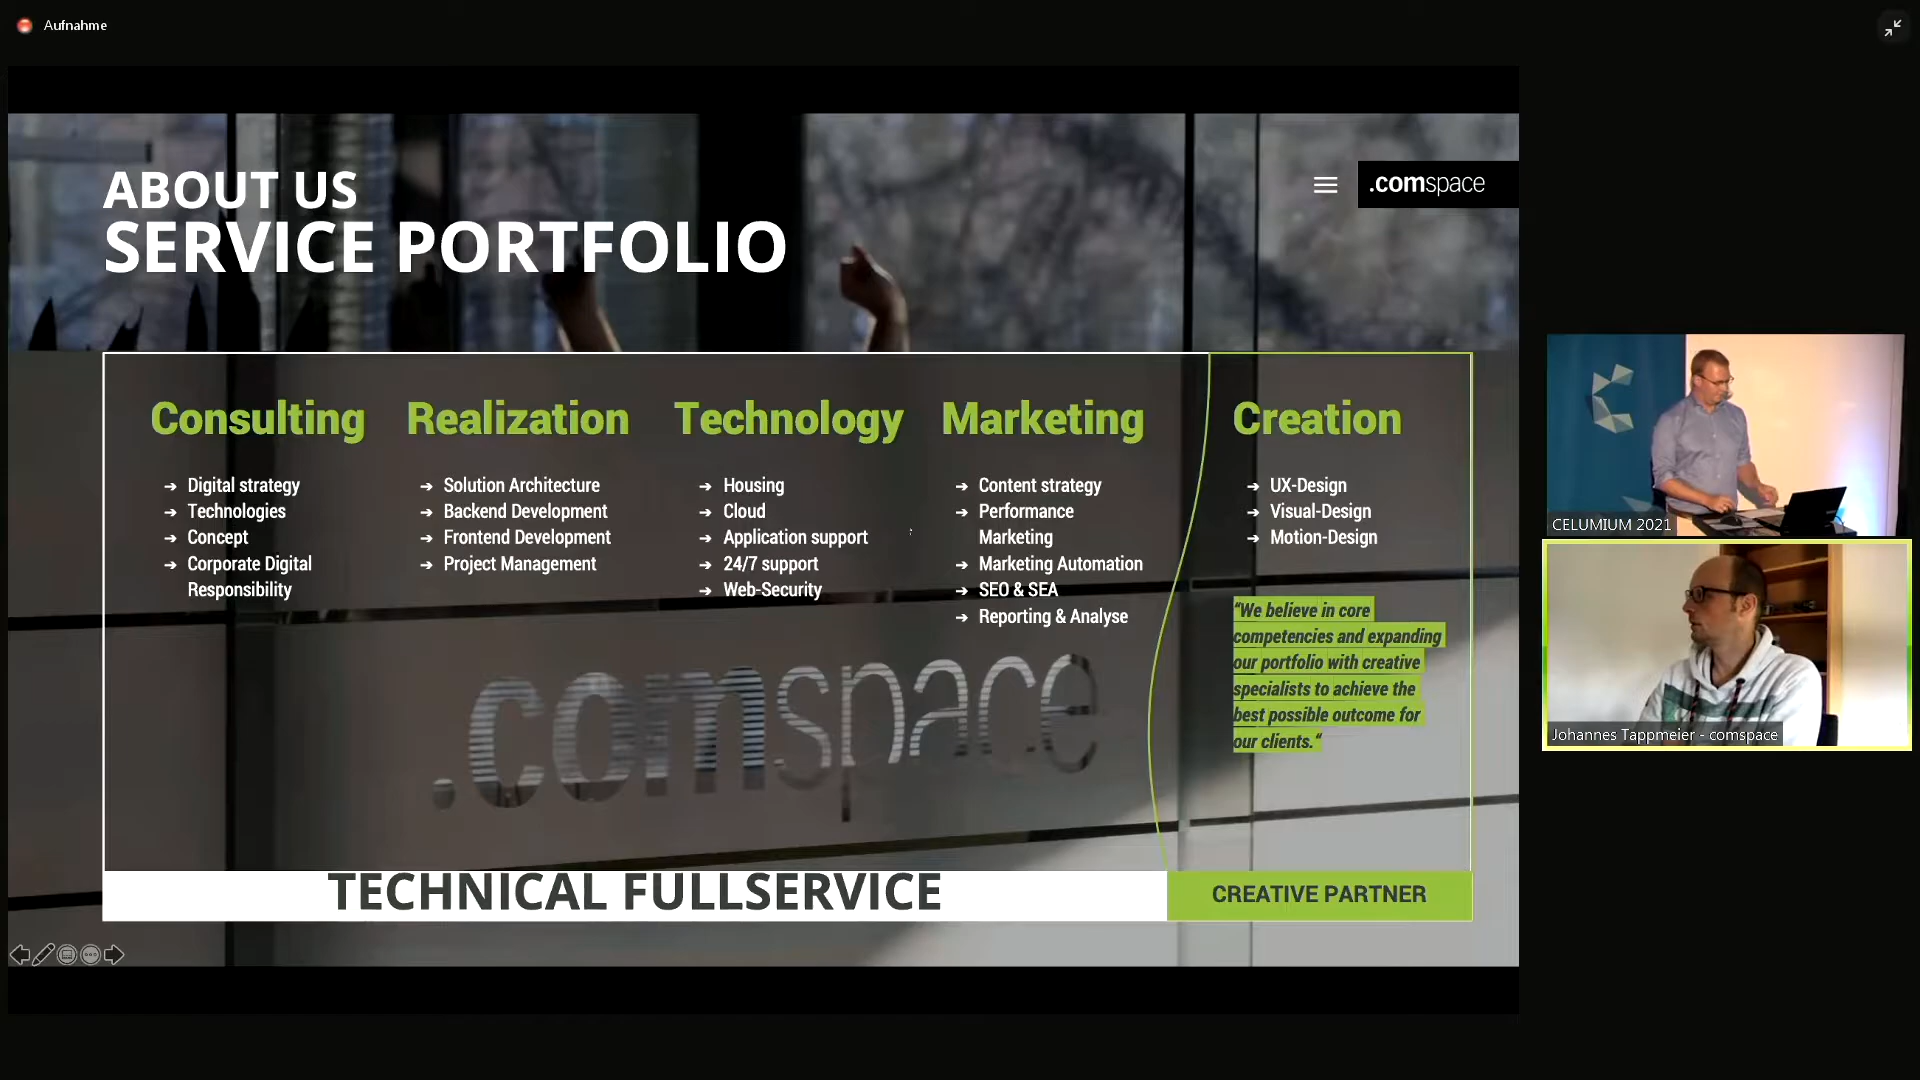 Aufnahme
ABOUT US
SERVICE PORTFOLIO
.comspace
Consulting
➔ Digital strategy
➔ Technologies
➔ Concept
➔ Corporate Digital
Responsibility
Realization
➔ Solution Architecture
➔ Backend Development
➔ Frontend Development
➔ Project Management
Technology
➔ Housing
➔ Cloud
➔ Application support
➔ 24/7 support
➔ Web-Security
Marketing
➔ Content strategy
➔ Performance
Marketing
➔ Marketing Automation
➔ SEO & SEA
➔ Reporting & Analyse
Creation
➔ UX-Design
➔ Visual-Design
➔ Motion-Design
“We believe in core
competencies and expanding
our portfolio with creative
specialists to achieve the
best possible outcome for
our clients.“
.comspace
TECHNICAL FULLSERVICE
CREATIVE PARTNER
CELUMIUM 2021
Johannes Tappmeier - comspace